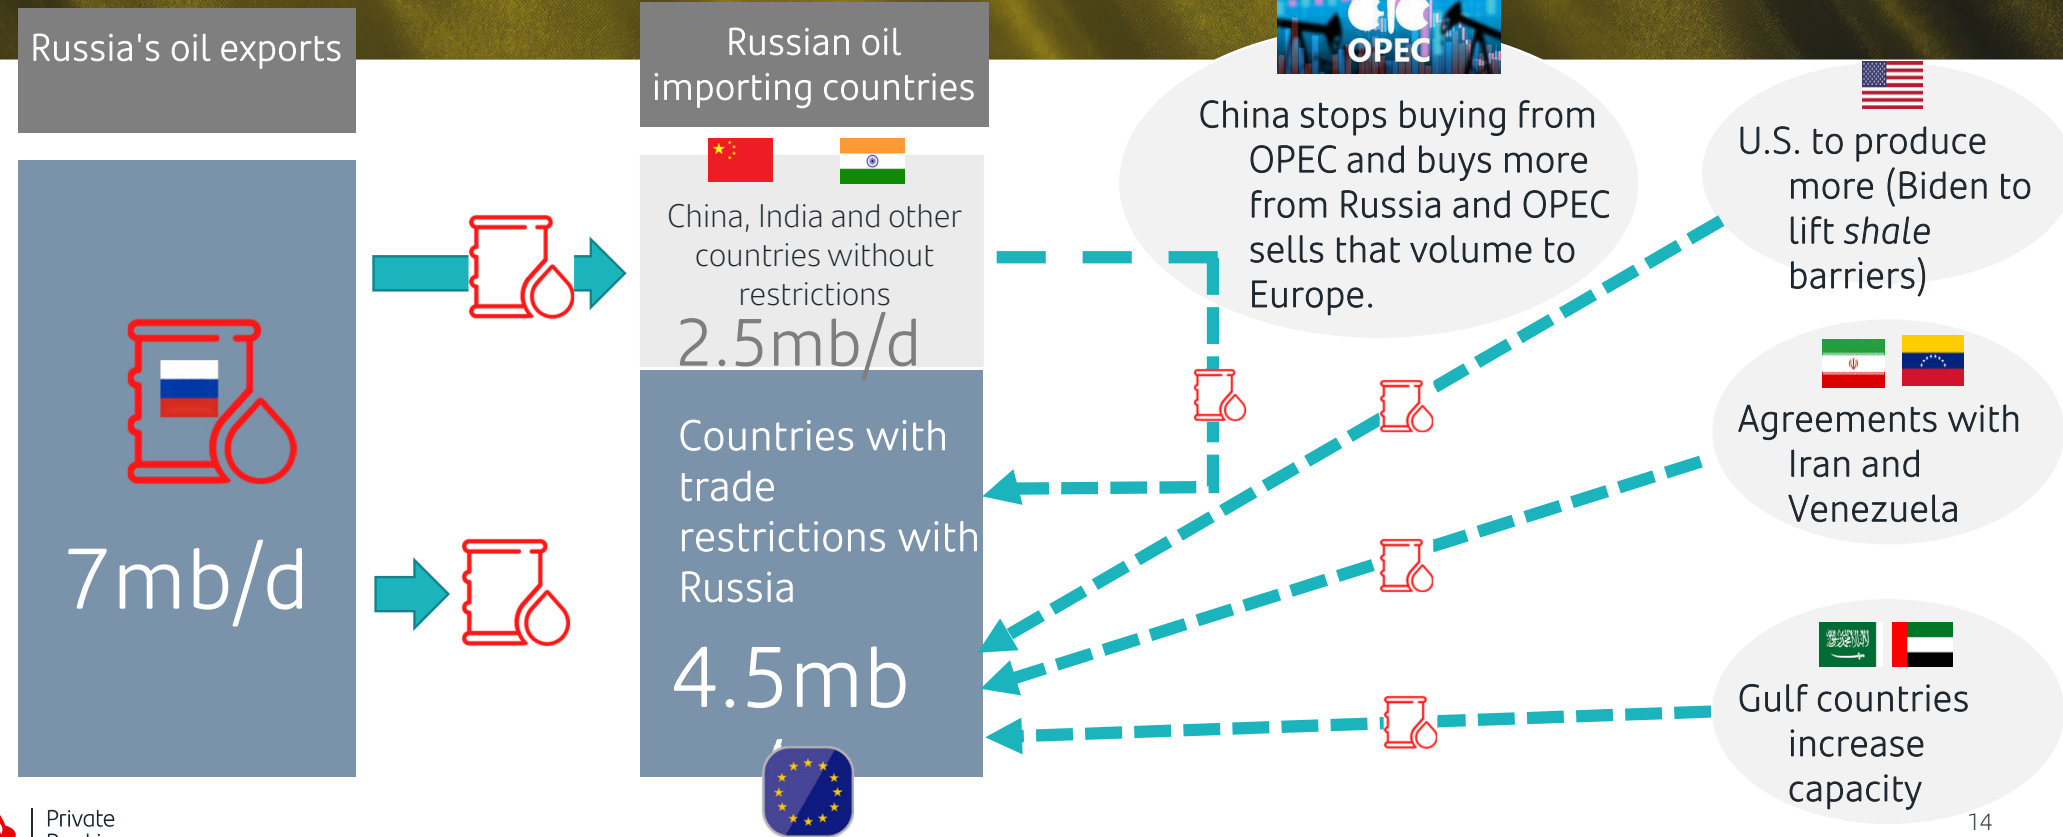 Russia's oil exports
7mb/d
Russian oil
importing countries
China, India and other
countries without
restrictions
2.5mb/d
Countries with
trade
restrictions with
Russia
4.5mb
OPEC
China stops buying from
OPEC and buys more
from Russia and OPEC
sells that volume to
Europe.
U.S. to produce
more (Biden to
lift shale
barriers)
Agreements with
Iran and
Venezuela
Gulf countries
increase
capacity
Private
14